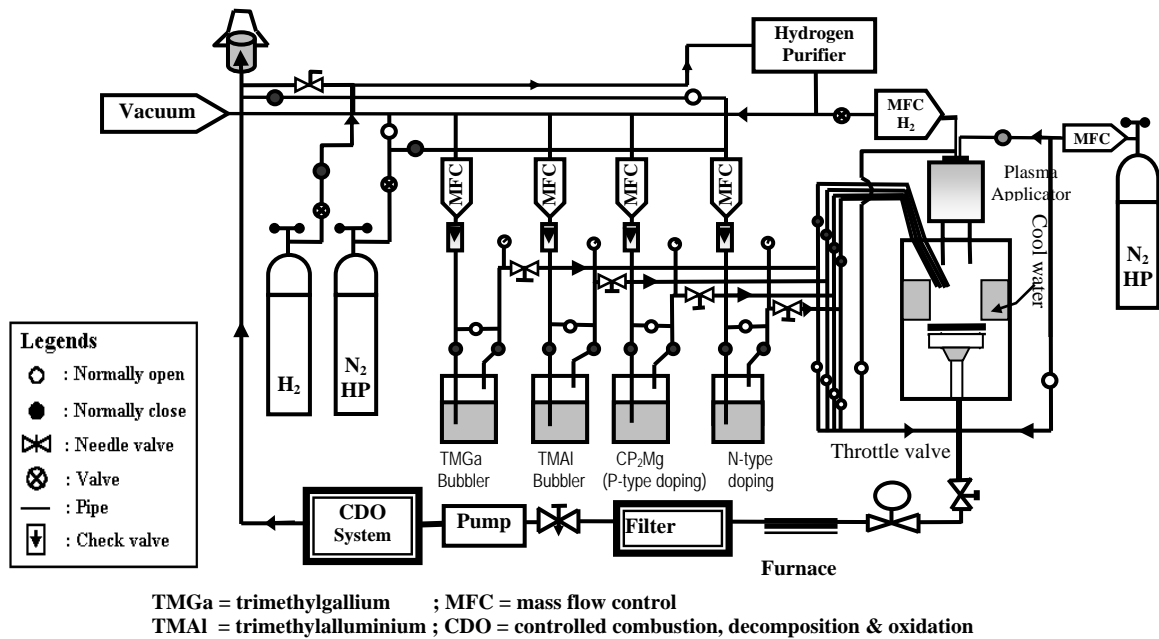 Hydrogen
Purifier
Vacuum
MFC
H₂
MFC
Plasma
Applicator
MFC
MFC
MFC
MFC
Cool water
N₂
HP
Legends
: Normally open
: Normally close
: Needle valve
: Valve
: Pipe
: Check valve
H₂
N₂
HP
TMGa
Bubbler
TMAl
Bubbler
CP₂Mg
(P-type doping)
N-type
doping
Throttle valve
CDO
System
Pump
Filter
Furnace
TMGa = trimethylgallium ; MFC = mass flow control
TMAl = trimethylalluminium ; CDO = controlled combustion, decomposition & oxidation